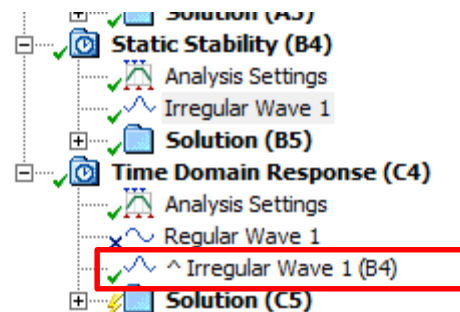 Solution (A5)
Static Stability (B4)
Analysis Settings
Irregular Wave 1
Solution (B5)
Time Domain Response (C4)
Analysis Settings
Regular Wave 1
^ Irregular Wave 1 (B4)
Solution (C5)